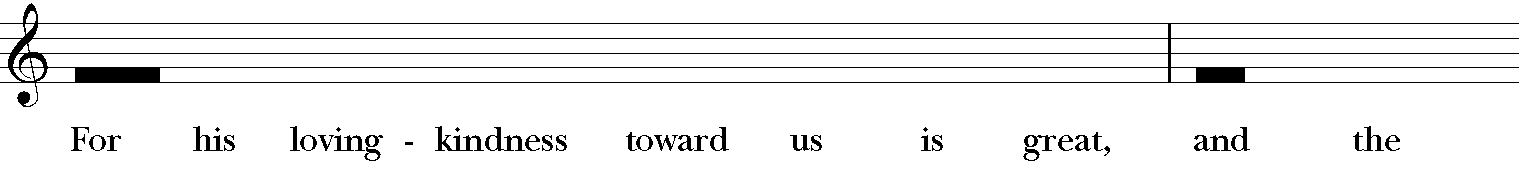 For his loving - kindness toward us is great, and the